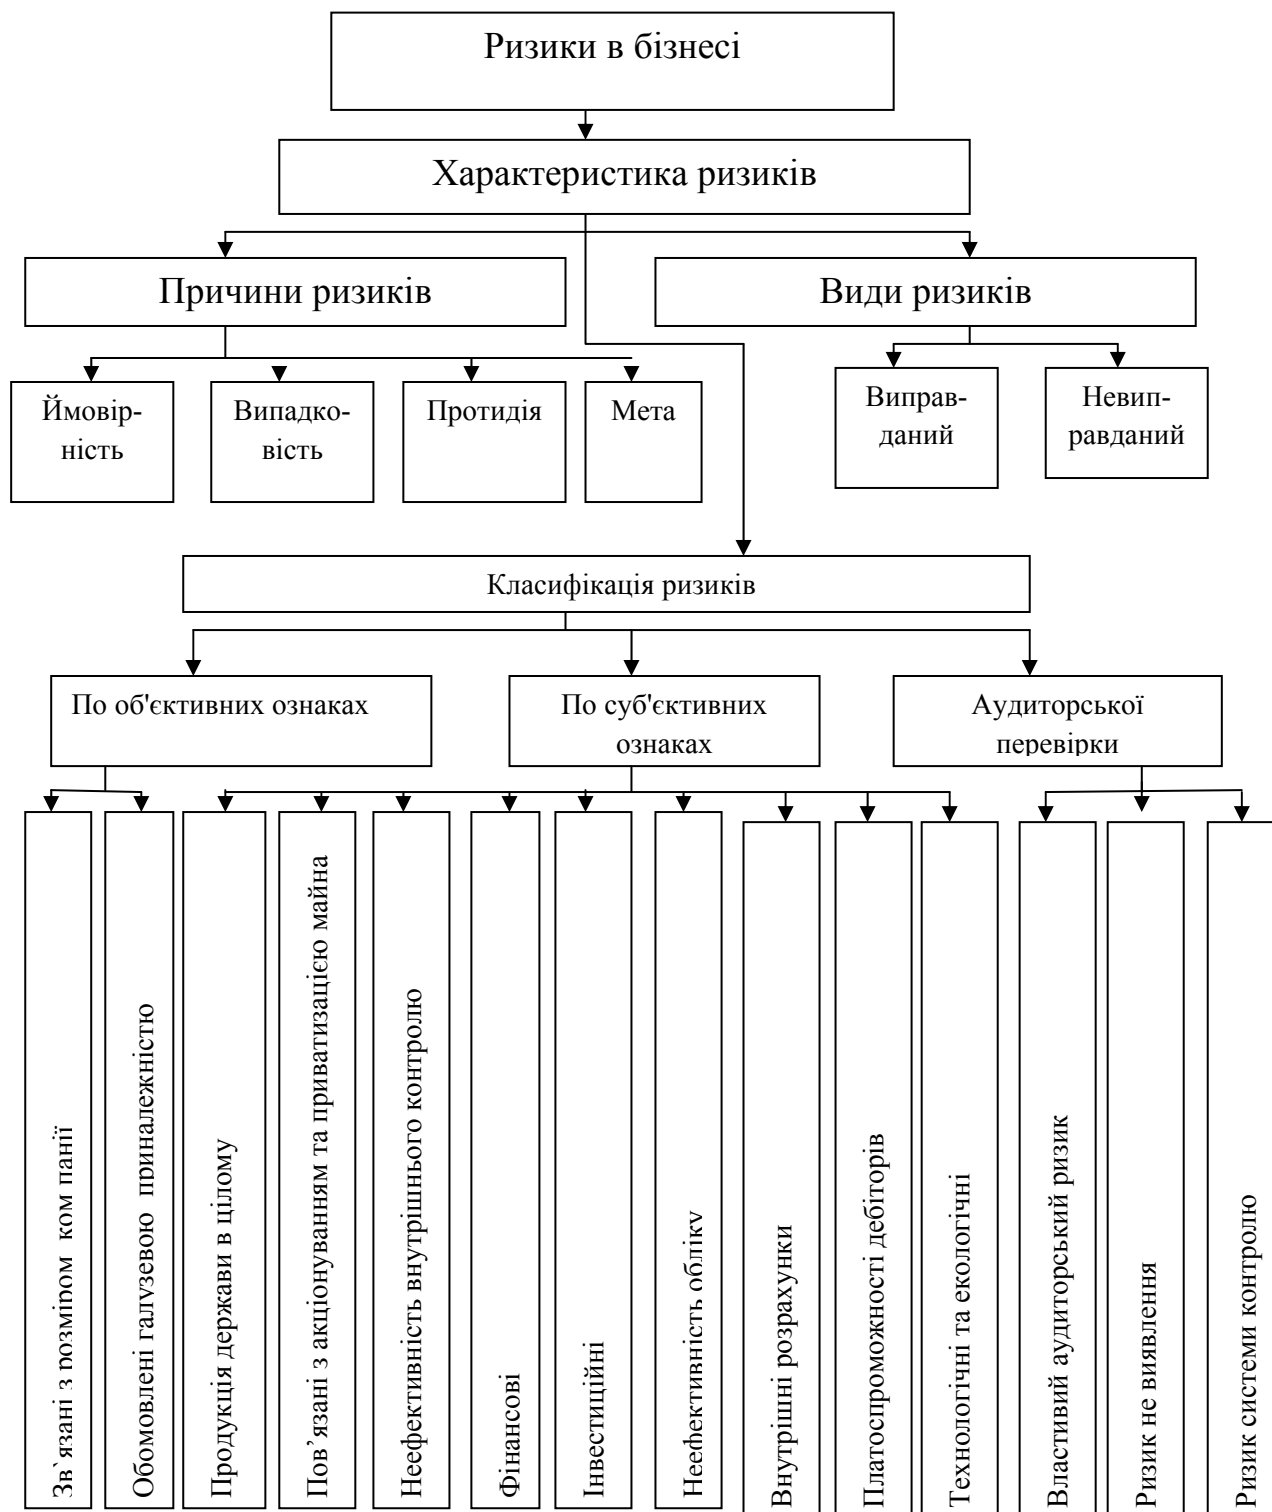 Ризики в бізнесі
Характеристика ризиків
Причини ризиків
Види ризиків
Ймовір-
ність
Випадко-
вість
Протидія
Мета
Виправ-
даний
Невип-
равданий
Класифікація ризиків
По об'єктивних ознаках
По суб'єктивних
ознаках
Аудиторської
перевірки
Зв`язані з розміром ком панії
Обомовлені галузевою приналежністю
Продукція держави в цілому
Пов’язані з акціонуванням та приватизацією майна
Неефективність внутрішнього контролю
Фінансові
Інвестиційні
Неефективність обліку
Внутрішні розрахунки
Платоспроможності дебіторів
Технологічні та екологічні
Властивий аудиторський ризик
Ризик не виявлення
Ризик системи контролю